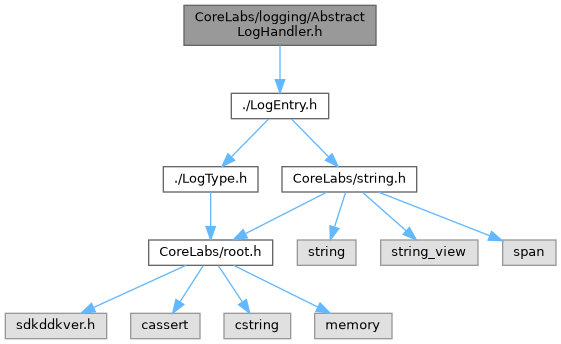 CoreLabs/logging/Abstract
LogHandler.h
./LogEntry.h
./LogType.h
CoreLabs/string.h
CoreLabs/root.h
string
string_view
span
sdkddkver.h
cassert
cstring
memory